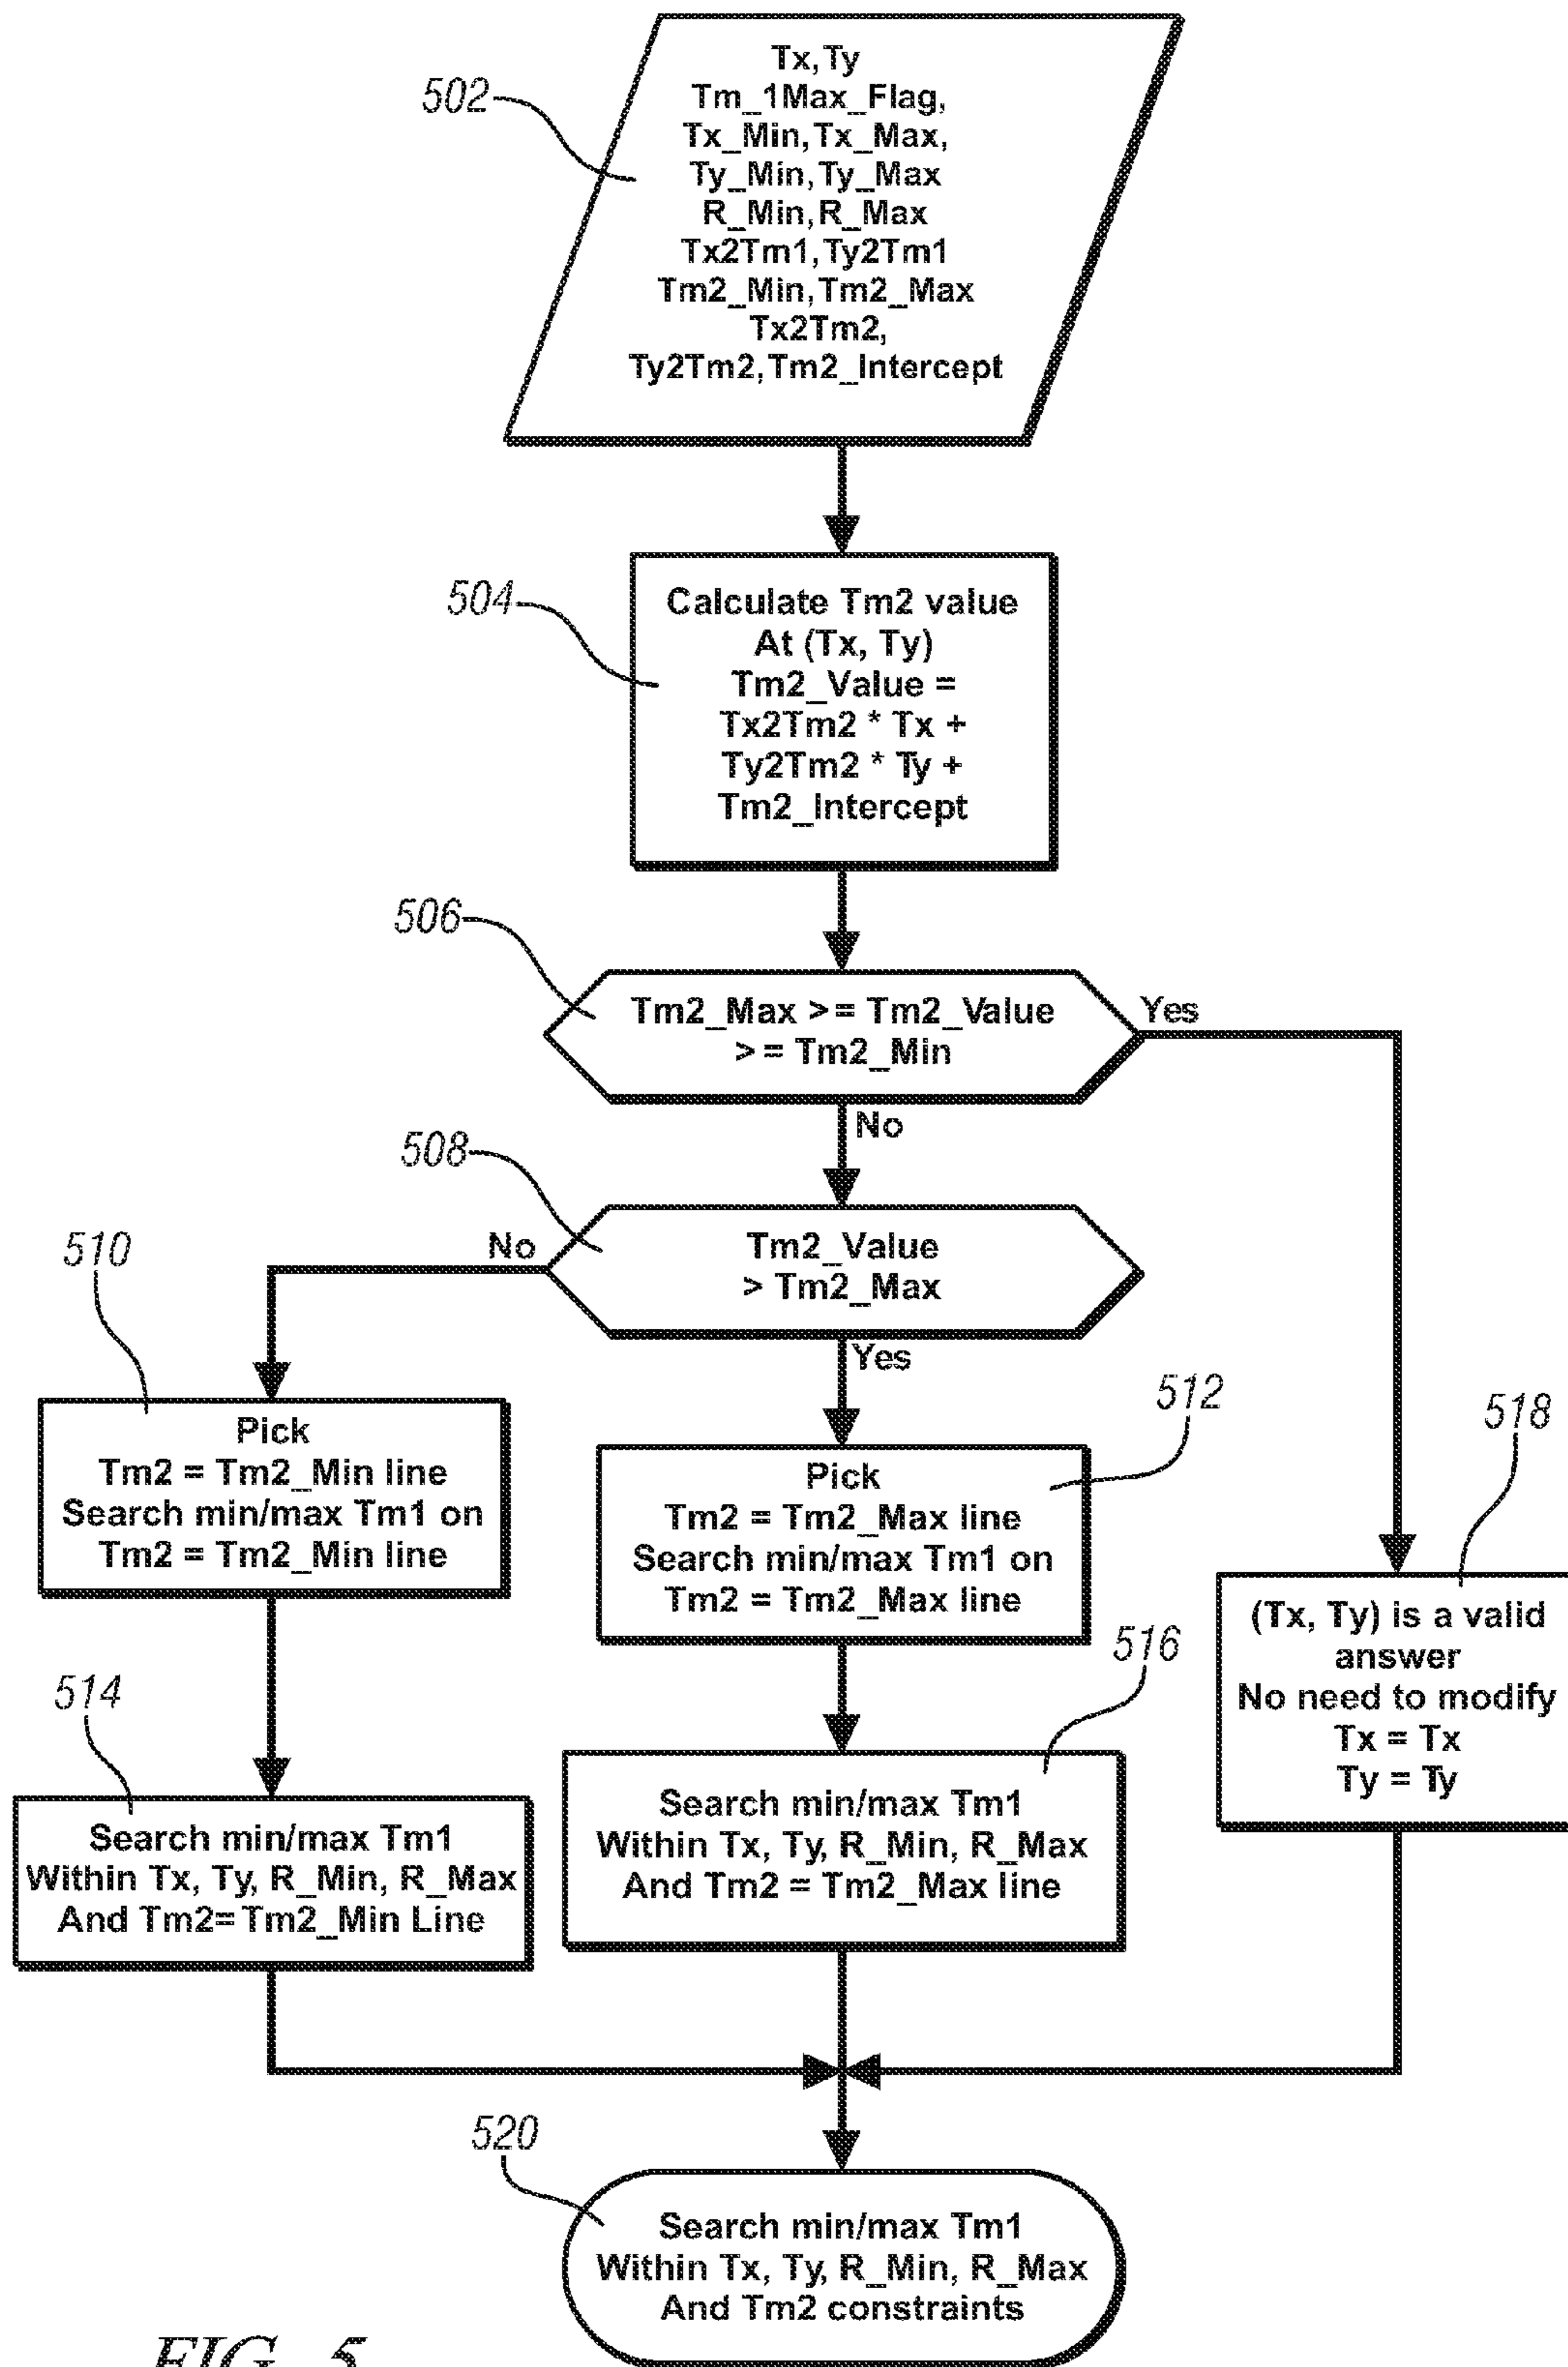 502
Tx, Ty
Tm_1Max_Flag,
Tx_Min, Tx_Max,
Ty_Min, Ty_Max
R_Min, R_Max
Tx2Tm1, Ty2Tm1
Tm2_Min, Tm2_Max
Tx2Tm2,
Ty2Tm2, Tm2_Intercept
504
Calculate Tm2 value
At (Tx, Ty)
Tm2_Value =
Tx2Tm2 * Tx +
Ty2Tm2 * Ty +
Tm2_Intercept
506
Tm2_Max >= Tm2_Value
>= Tm2_Min
Yes
No
508
Tm2_Value
> Tm2_Max
No
Yes
510
Pick
Tm2 = Tm2_Min line
Search min/max Tm1 on
Tm2 = Tm2_Min line
512
Pick
Tm2 = Tm2_Max line
Search min/max Tm1 on
Tm2 = Tm2_Max line
518
(Tx, Ty) is a valid
answer
No need to modify
Tx = Tx
Ty = Ty
514
Search min/max Tm1
Within Tx, Ty, R_Min, R_Max
And Tm2= Tm2_Min Line
516
Search min/max Tm1
Within Tx, Ty, R_Min, R_Max
And Tm2 = Tm2_Max line
520
Search min/max Tm1
Within Tx, Ty, R_Min, R_Max
And Tm2 constraints
FIG. 5